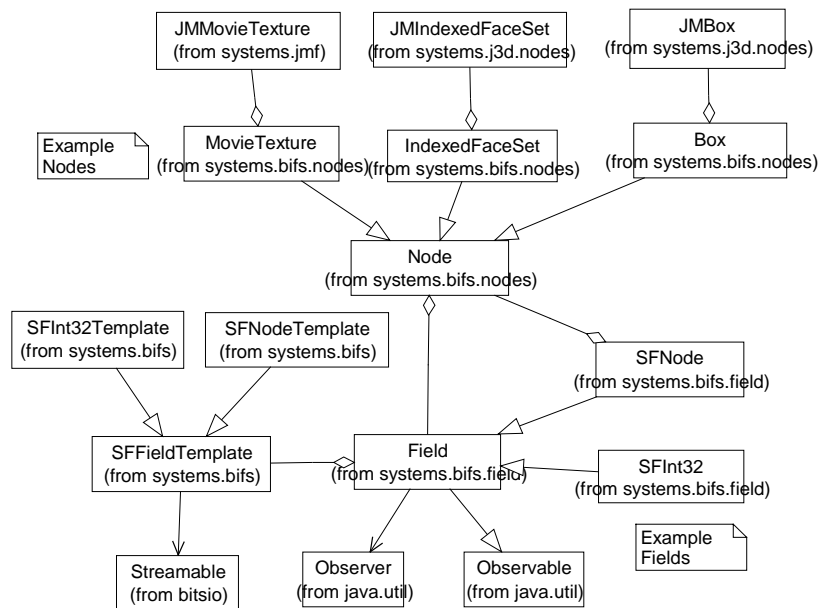 JMMovieTexture
(from systems.jmf)
JMIndexedFaceSet
(from systems.j3d.nodes)
JMBox
(from systems.j3d.nodes)
Example
Nodes
MovieTexture
(from systems.bifs.nodes)
IndexedFaceSet
(from systems.bifs.nodes)
Box
(from systems.bifs.nodes)
Node
(from systems.bifs.nodes)
SFInt32Template
(from systems.bifs)
SFNodeTemplate
(from systems.bifs)
SFNode
(from systems.bifs.field)
SFFieldTemplate
(from systems.bifs)
Field
(from systems.bifs.field)
SFInt32
(from systems.bifs.field)
Example
Fields
Streamable
(from bitsio)
Observer
(from java.util)
Observable
(from java.util)